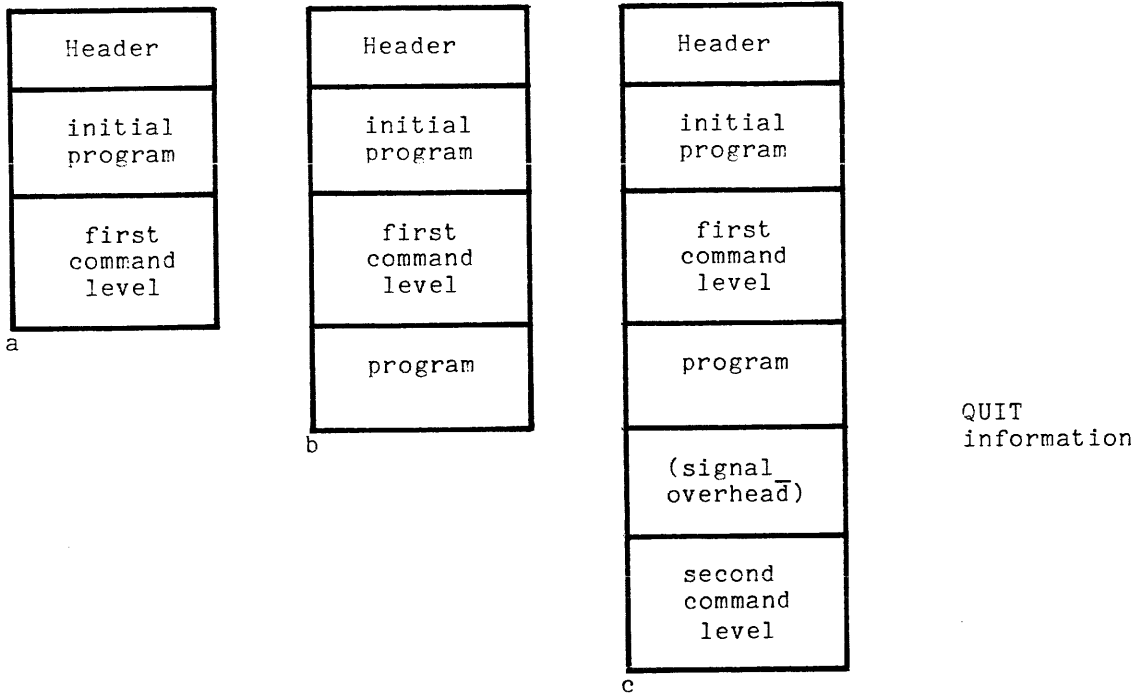 Header
initial
program
first
command
level
a
Header
initial
program
first
command
level
program
b
Header
initial
program
first
command
level
program
(signal_
overhead)
second
command
level
c
QUIT
information